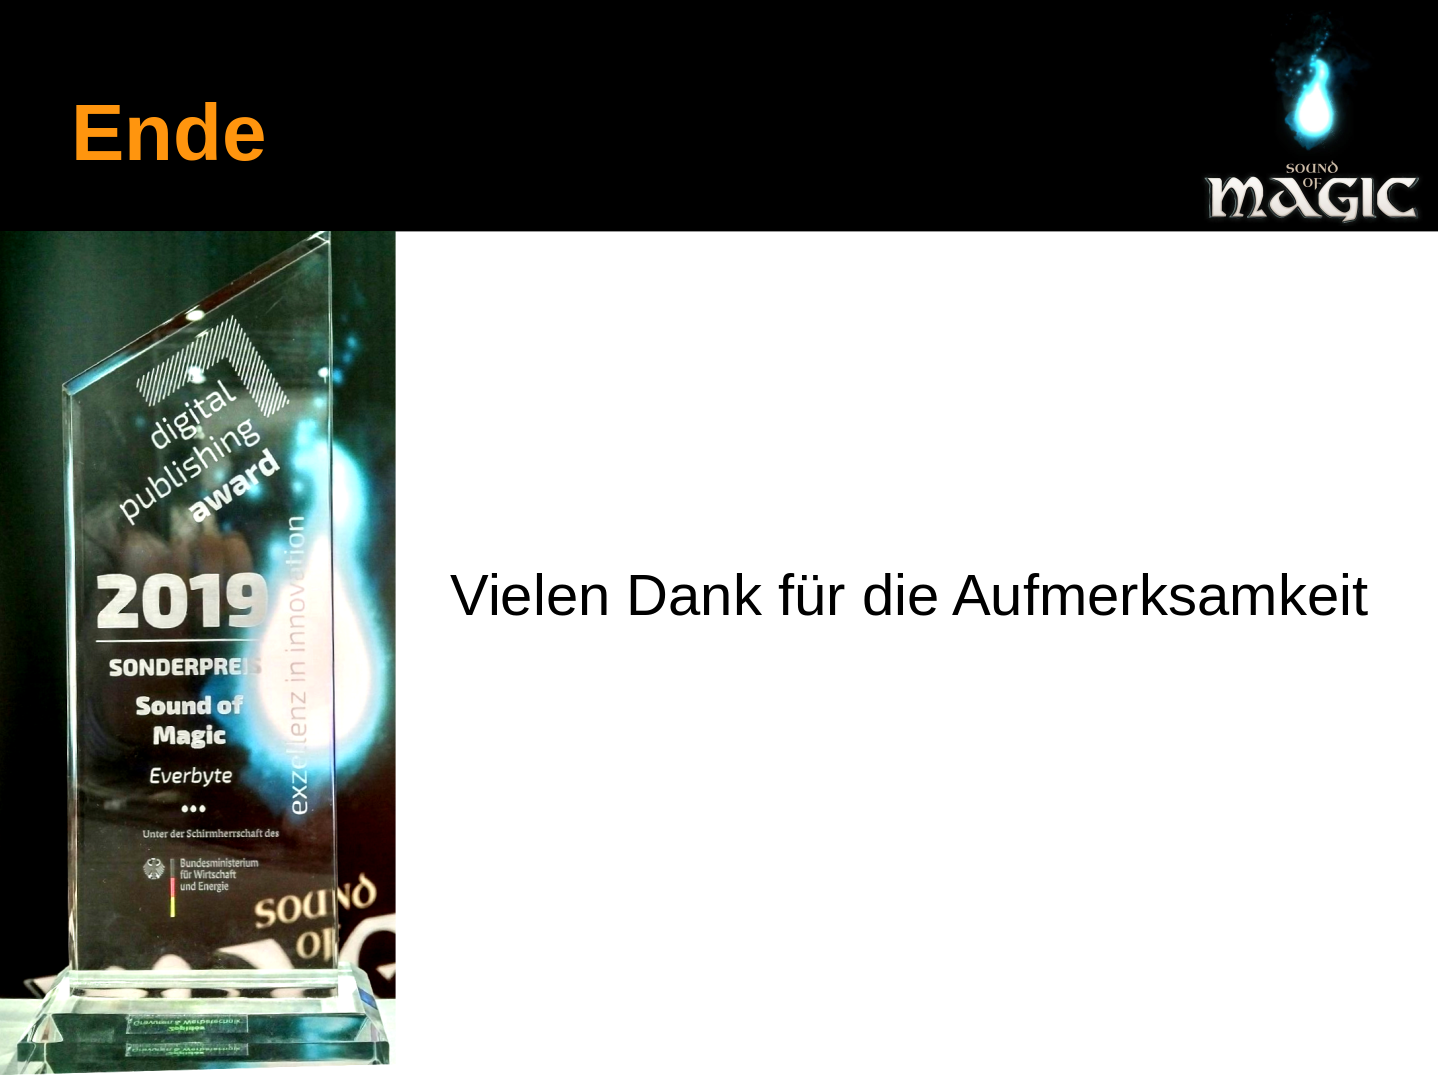 Ende
SOUND
OF
MAGIC
digital
publishing
award
exzellenz in innovation
2019
SONDERPREIS
Sound of
Magic
Everbyte
•••
Unter der Schirmherrschaft des
Bundesministerium
für Wirtschaft
und Energie
SOUND
OF
Vielen Dank für die Aufmerksamkeit